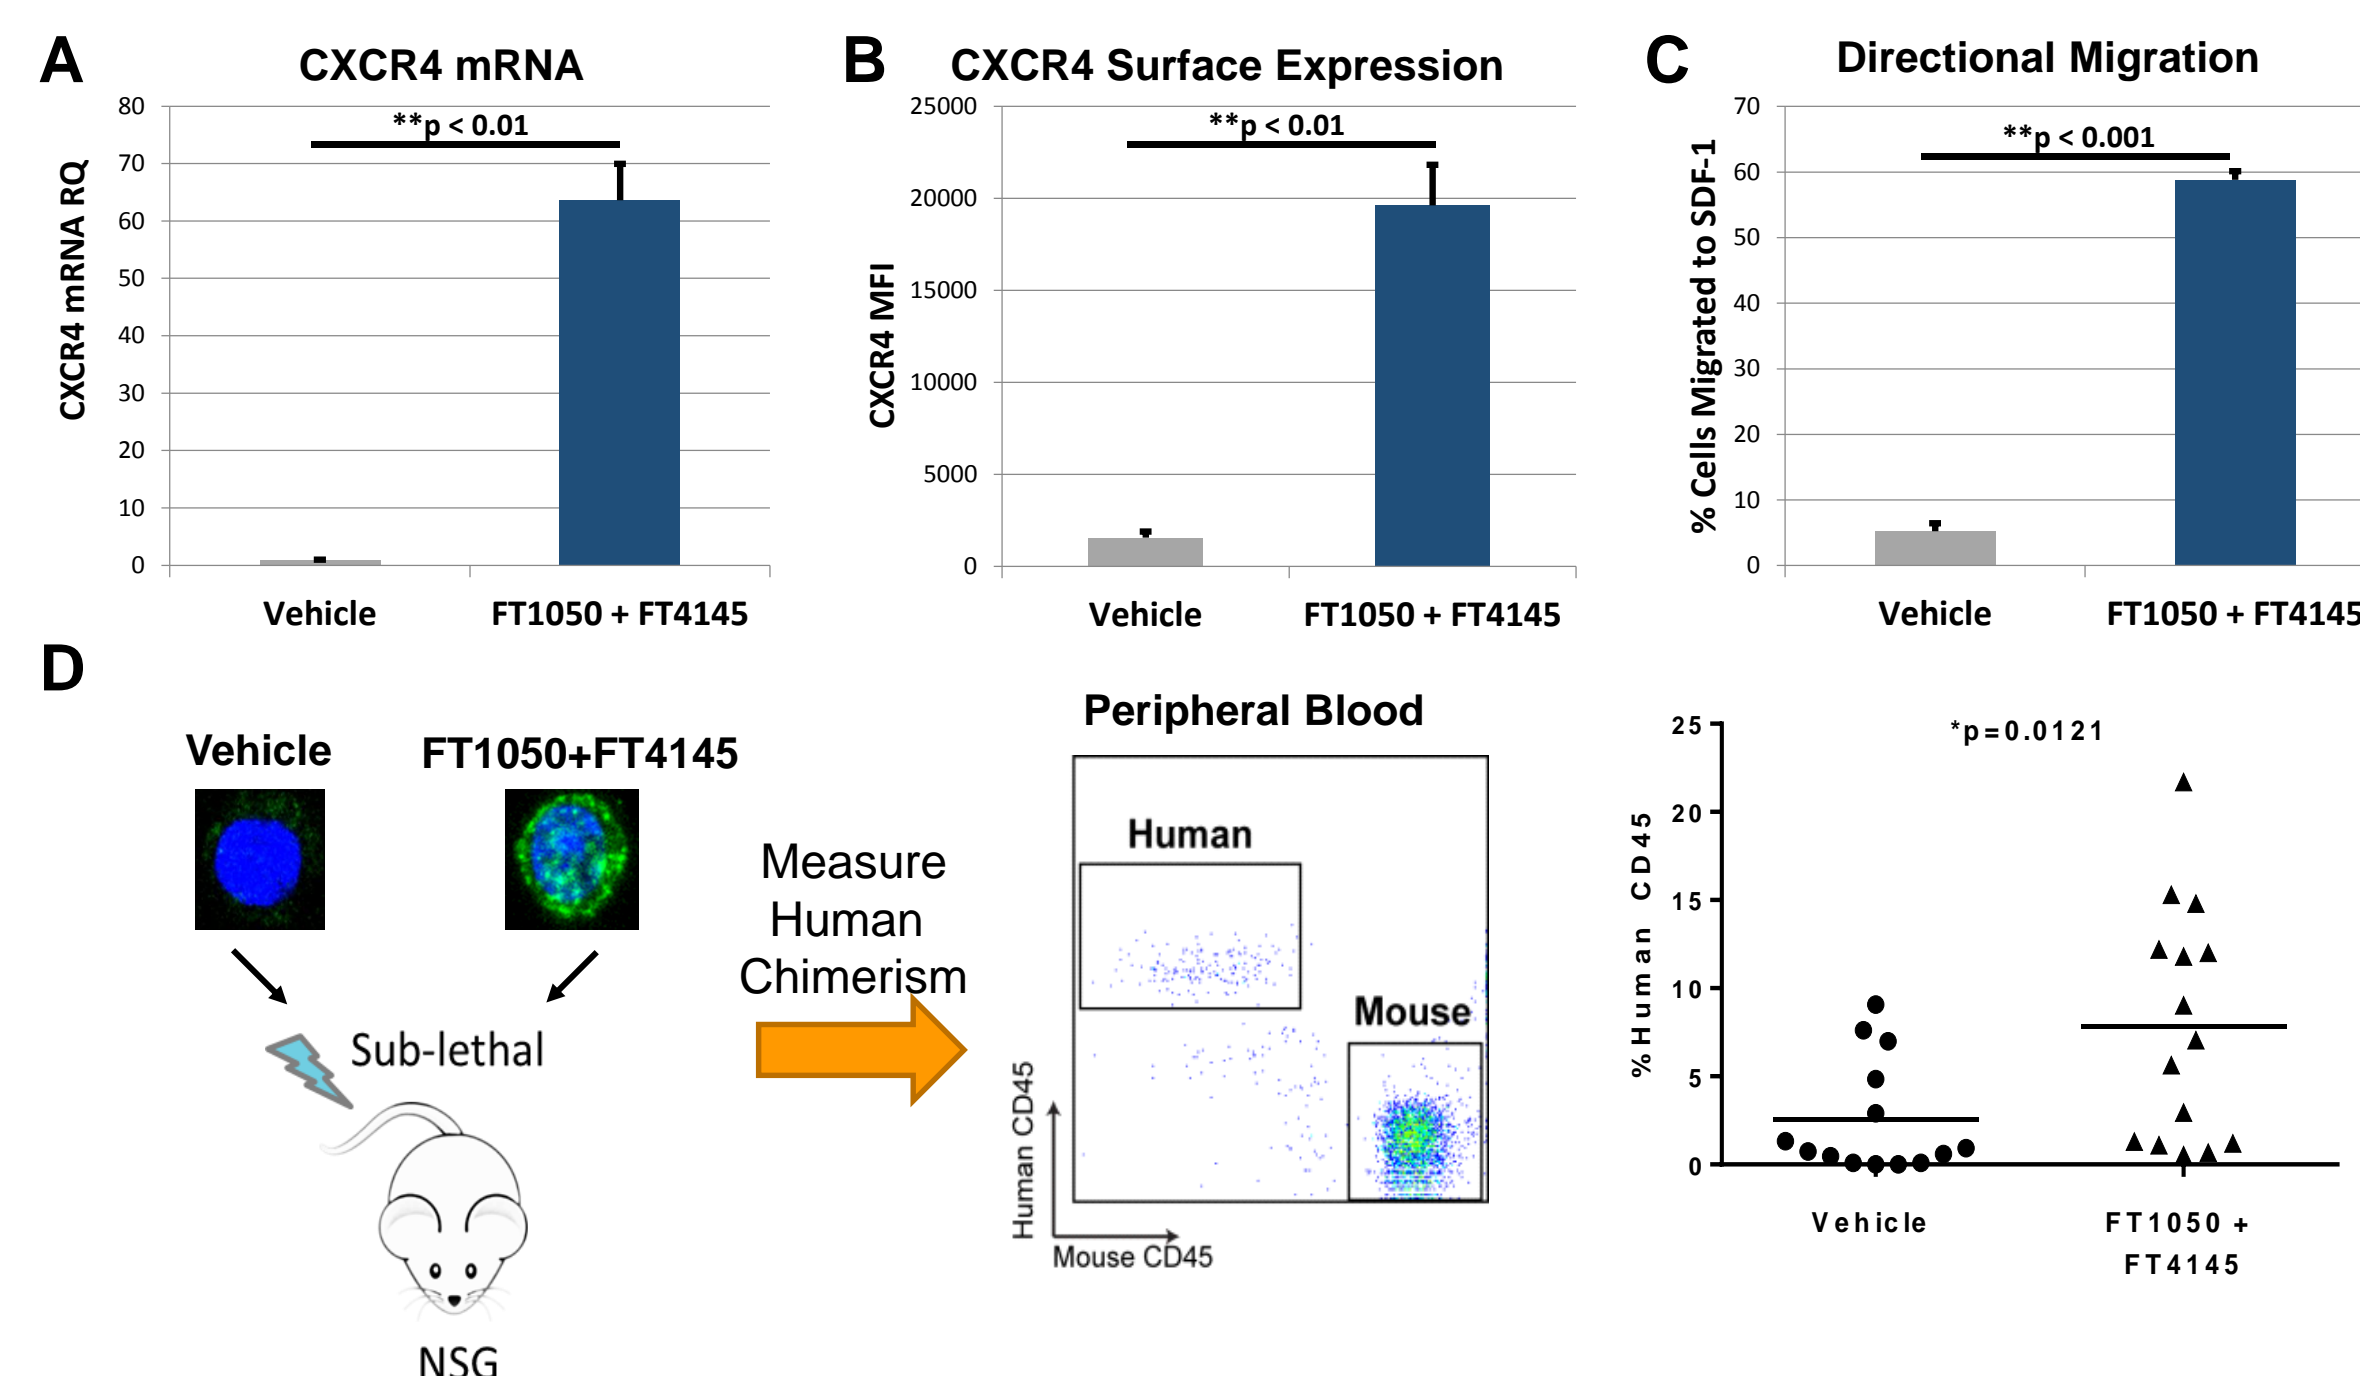 A
CXCR4 mRNA
CXCR4 mRNA RQ
80
70
60
50
40
30
20
10
0
**p < 0.01
Vehicle
FT1050 + FT4145
B
CXCR4 Surface Expression
CXCR4 MFI
25000
20000
15000
10000
5000
0
**p < 0.01
Vehicle
FT1050 + FT4145
C
Directional Migration
% Cells Migrated to SDF-1
70
60
50
40
30
20
10
0
**p < 0.001
Vehicle
FT1050 + FT4145
D
Vehicle
FT1050+FT4145
Sub-lethal
NSG
Measure
Human
Chimerism
Peripheral Blood
Human
Mouse
Human CD45
Mouse CD45
%Human CD45
25
20
15
10
5
0
*p=0.0121
Vehicle
FT1050 +
FT4145